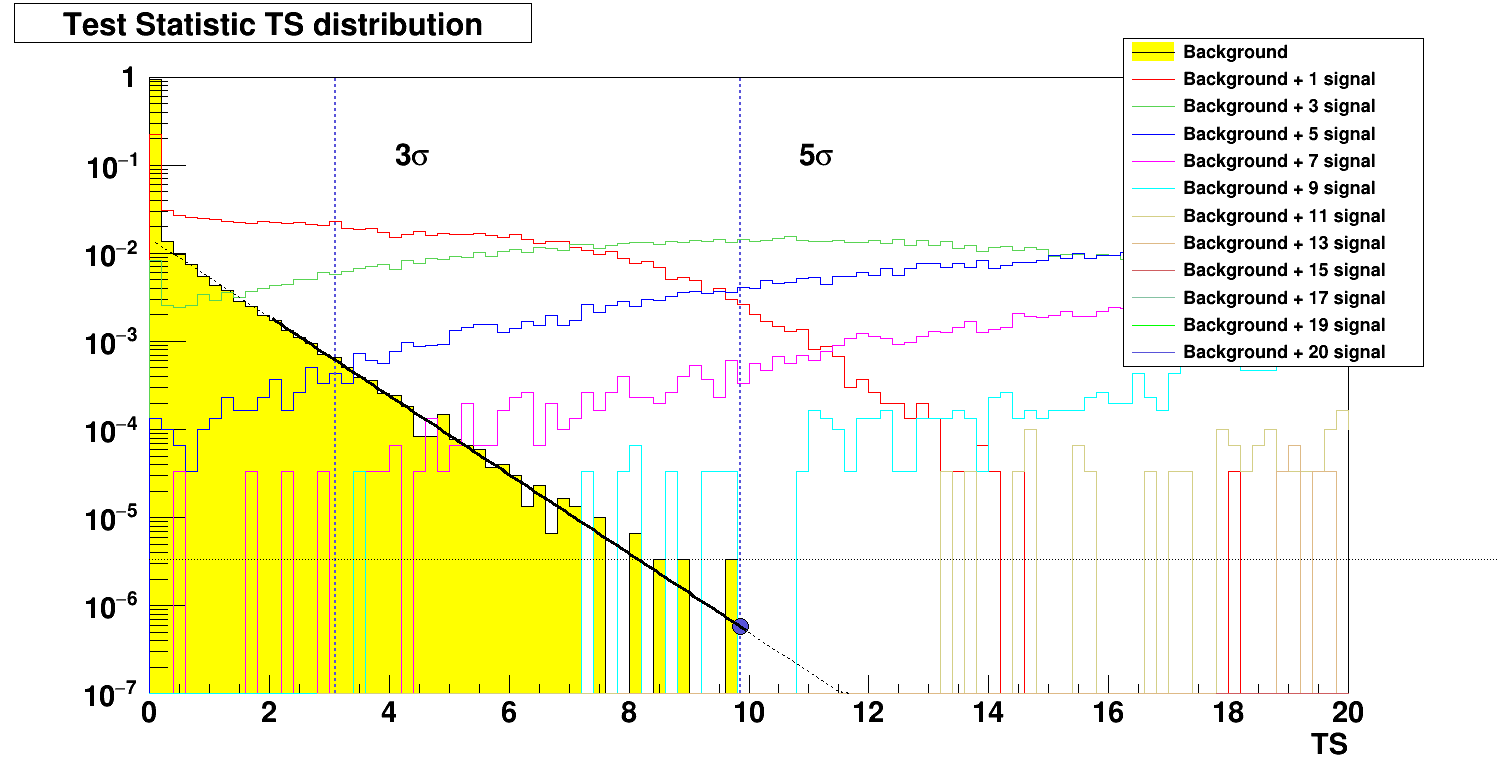 Test Statistic TS distribution
Background
Background + 1 signal
Background + 3 signal
Background + 5 signal
Background + 7 signal
Background + 9 signal
Background + 11 signal
Background + 13 signal
Background + 15 signal
Background + 17 signal
Background + 19 signal
Background + 20 signal
3σ
5σ
1
10⁻¹
10⁻²
10⁻³
10⁻⁴
10⁻⁵
10⁻⁶
10⁻⁷
0 2 4 6 8 10 12 14 16 18 20
TS